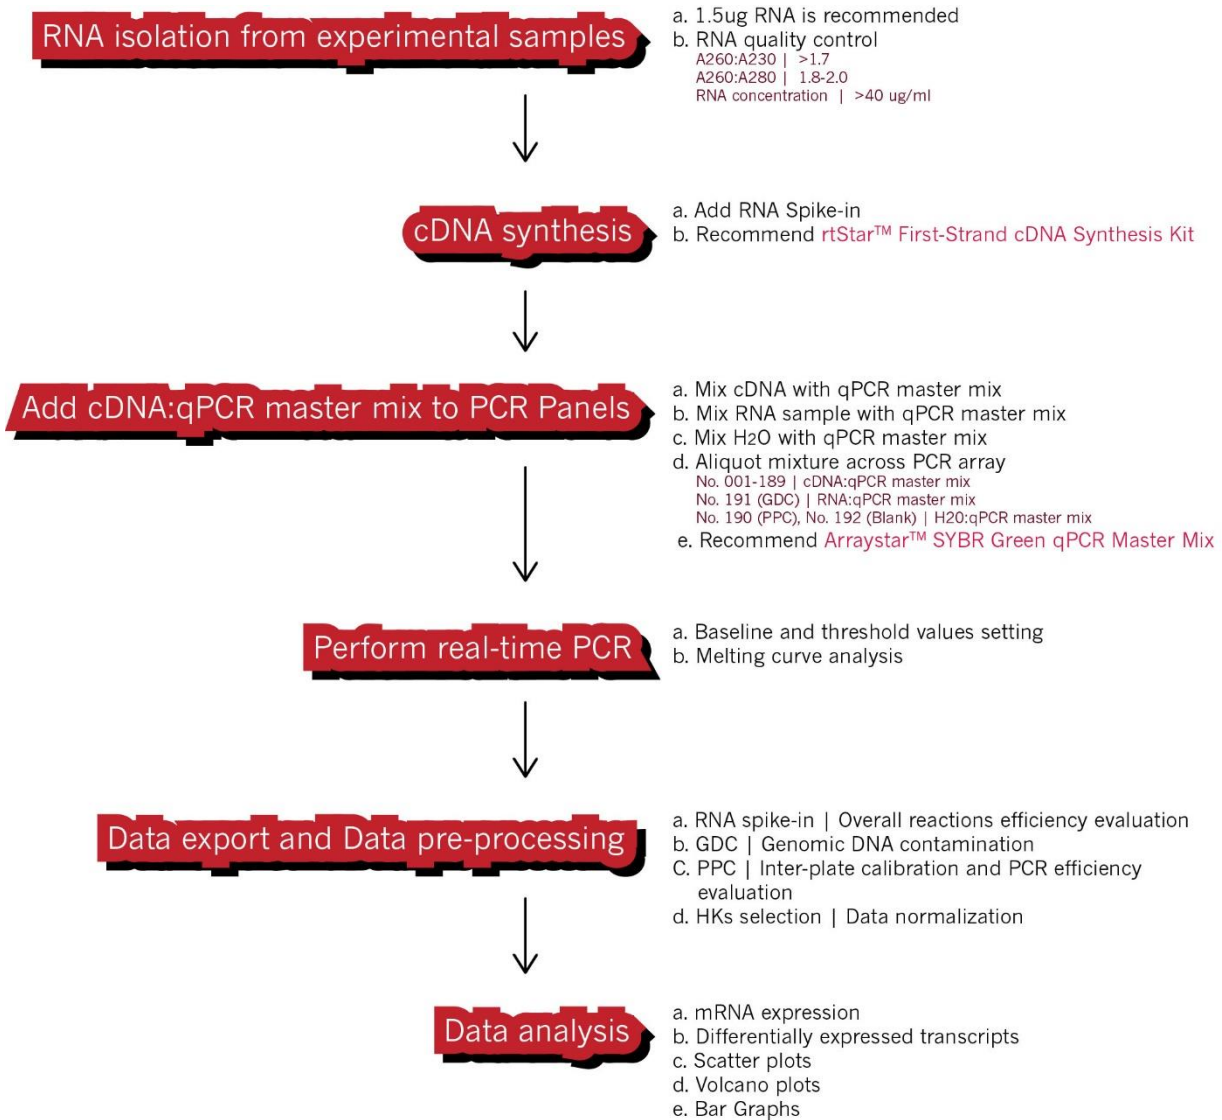 RNA isolation from experimental samples
a. 1.5ug RNA is recommended
b. RNA quality control
A260:A230 | >1.7
A260:A280 | 1.8-2.0
RNA concentration | >40 ug/ml
cDNA synthesis
a. Add RNA Spike-in
b. Recommend rtStar™ First-Strand cDNA Synthesis Kit
Add cDNA:qPCR master mix to PCR Panels
a. Mix cDNA with qPCR master mix
b. Mix RNA sample with qPCR master mix
c. Mix H2O with qPCR master mix
d. Aliquot mixture across PCR array
No. 001-189 | cDNA:qPCR master mix
No. 191 (GDC) | RNA:qPCR master mix
No. 190 (PPC), No. 192 (Blank) | H20:qPCR master mix
e. Recommend Arraystar™ SYBR Green qPCR Master Mix
Perform real-time PCR
a. Baseline and threshold values setting
b. Melting curve analysis
Data export and Data pre-processing
a. RNA spike-in | Overall reactions efficiency evaluation
b. GDC | Genomic DNA contamination
C. PPC | Inter-plate calibration and PCR efficiency
evaluation
d. HKs selection | Data normalization
Data analysis
a. mRNA expression
b. Differentially expressed transcripts
c. Scatter plots
d. Volcano plots
e. Bar Graphs